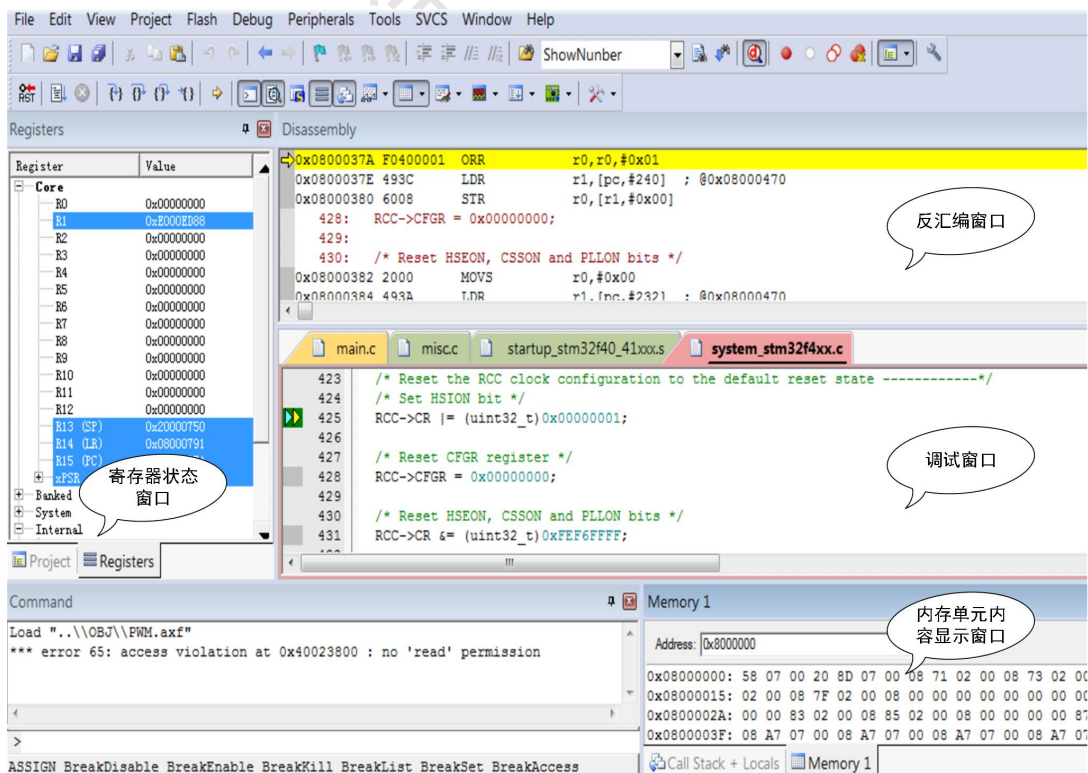 File Edit View Project Flash Debug Peripherals Tools SVCS Window Help
ShowNunber
RST
Registers
Register Value
Core
R0 0x00000000
R1 0xE000ED88
R2 0x00000000
R3 0x00000000
R4 0x00000000
R5 0x00000000
R6 0x00000000
R7 0x00000000
R8 0x00000000
R9 0x00000000
R10 0x00000000
R11 0x00000000
R12 0x00000000
R13 (SP) 0x20000750
R14 (LR) 0x08000791
R15 (PC)
xPSR
Banked
System
Internal
寄存器状态
窗口
Project Registers
Disassembly
0x0800037A F0400001 ORR r0,r0,#0x01
0x0800037E 493C LDR r1,[pc,#240] ; @0x08000470
0x08000380 6008 STR r0,[r1,#0x00]
428: RCC->CFGR = 0x00000000;
429:
430: /* Reset HSEON, CSSON and PLLON bits */
0x08000382 2000 MOVS r0,#0x00
0x08000384 493A LDR r1,[pc,#232] ; @0x08000470
反汇编窗口
main.c misc.c startup_stm32f40_41xxx.s system_stm32f4xx.c
423 /* Reset the RCC clock configuration to the default reset state ------------*/
424 /* Set HSION bit */
425 RCC->CR |= (uint32_t)0x00000001;
426
427 /* Reset CFGR register */
428 RCC->CFGR = 0x00000000;
429
430 /* Reset HSEON, CSSON and PLLON bits */
431 RCC->CR &= (uint32_t)0xFEF6FFFF;
调试窗口
Command
Load "..\\OBJ\\PWM.axf"
*** error 65: access violation at 0x40023800 : no 'read' permission
>
ASSIGN BreakDisable BreakEnable BreakKill BreakList BreakSet BreakAccess
Memory 1
内存单元内
容显示窗口
Address: 0x8000000
0x08000000: 58 07 00 20 8D 07 00 08 71 02 00 08 73 02 00
0x08000015: 02 00 08 7F 02 00 08 00 00 00 00 00 00 00 00
0x0800002A: 00 00 83 02 00 08 85 02 00 08 00 00 00 00 87
0x0800003F: 08 A7 07 00 08 A7 07 00 08 A7 07 00 08 A7 07
Call Stack + Locals Memory 1